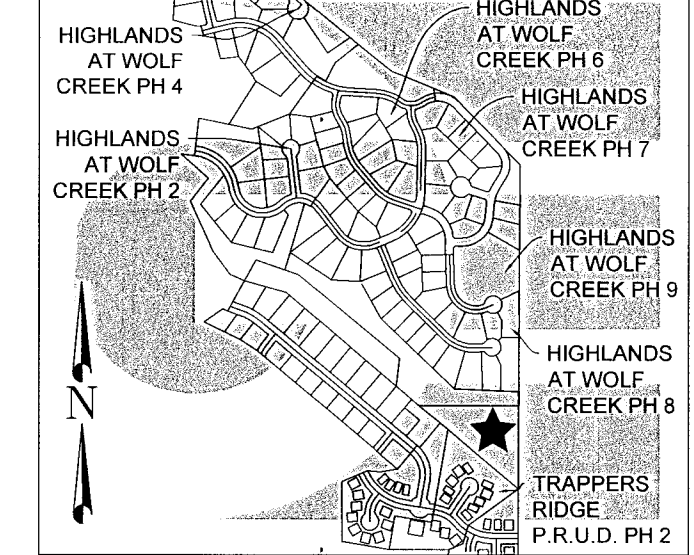 HIGHLANDS
AT WOLF
CREEK PH 4
HIGHLANDS
AT WOLF
CREEK PH 6
HIGHLANDS
AT WOLF
CREEK PH 7
HIGHLANDS
AT WOLF
CREEK PH 2
HIGHLANDS
AT WOLF
CREEK PH 9
HIGHLANDS
AT WOLF
CREEK PH 8
N
TRAPPERS
RIDGE
P.R.U.D. PH 2